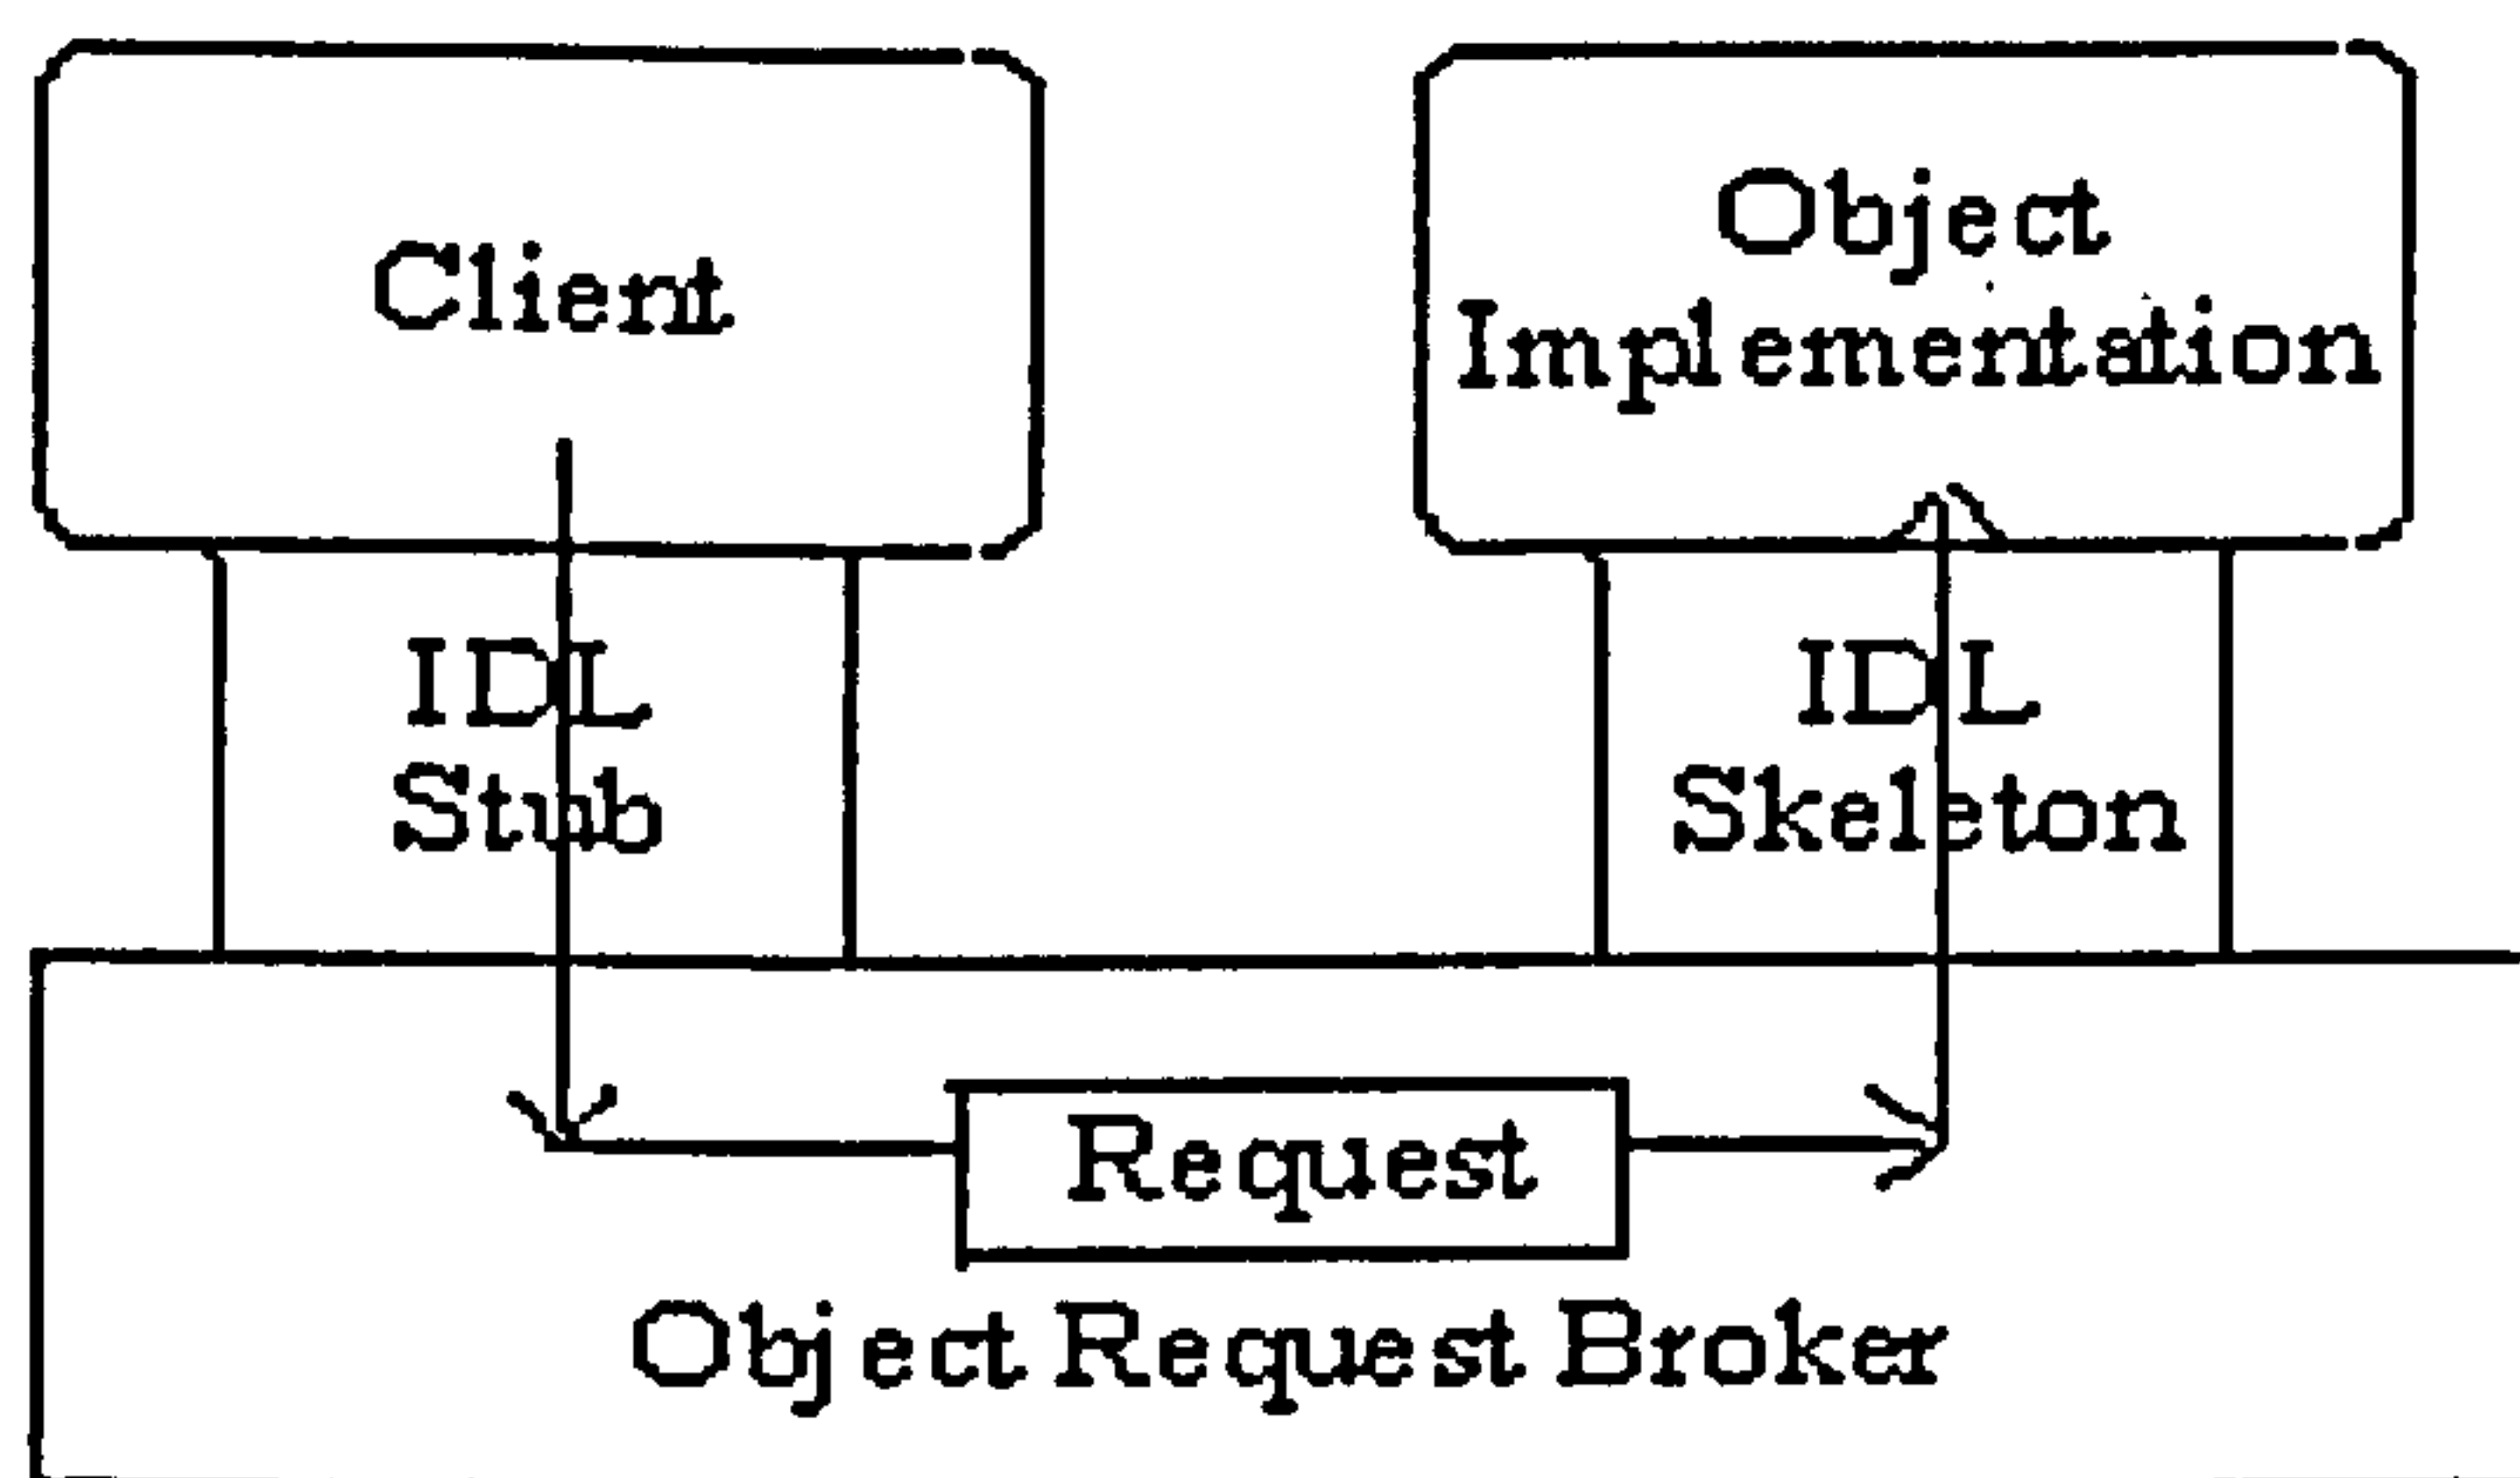 Client
Object
Implementation
IDL
Stub
IDL
Skeleton
Request
Object Request Broker